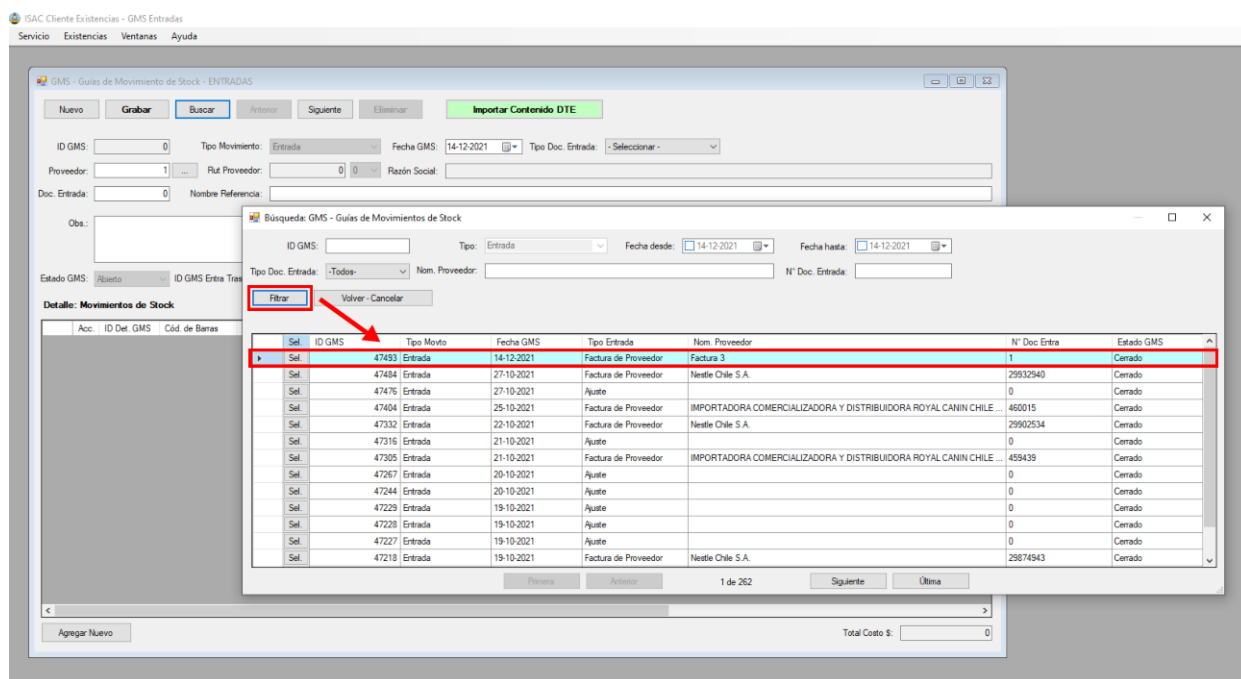 ISAC Cliente Existencias - GMS Entradas
Servicio Existencias Ventanas Ayuda
GMS - Guías de Movimiento de Stock - ENTRADAS
Nuevo Grabar Buscar Anterior Siguiente Eliminar Importar Contenido DTE
ID GMS: 0 Tipo Movimiento: Entrada Fecha GMS: 14-12-2021 Tipo Doc. Entrada: - Seleccionar -
Proveedor: 1 ... Rut Proveedor: 0 0 Razón Social:
Doc. Entrada: 0 Nombre Referencia:
Obs.:
Estado GMS: Abierto ID GMS Entra Tras
Detalle: Movimientos de Stock
Acc. ID Det. GMS Cód. de Barras
Búsqueda: GMS - Guías de Movimientos de Stock
ID GMS: Tipo: Entrada Fecha desde: 14-12-2021 Fecha hasta: 14-12-2021
Tipo Doc. Entrada: -Todos- Nom. Proveedor: N° Doc. Entrada:
Filtrar Volver - Cancelar
Sel. ID GMS Tipo Movto Fecha GMS Tipo Entrada Nom. Proveedor N° Doc Entra Estado GMS
Sel. 47493 Entrada 14-12-2021 Factura de Proveedor Factura 3 1 Cerrado
Sel. 47484 Entrada 27-10-2021 Factura de Proveedor Nestle Chile S.A. 29932940 Cerrado
Sel. 47476 Entrada 27-10-2021 Ajuste 0 Cerrado
Sel. 47404 Entrada 25-10-2021 Factura de Proveedor IMPORTADORA COMERCIALIZADORA Y DISTRIBUIDORA ROYAL CANIN CHILE ... 460015 Cerrado
Sel. 47332 Entrada 22-10-2021 Factura de Proveedor Nestle Chile S.A. 29902534 Cerrado
Sel. 47316 Entrada 21-10-2021 Ajuste 0 Cerrado
Sel. 47305 Entrada 21-10-2021 Factura de Proveedor IMPORTADORA COMERCIALIZADORA Y DISTRIBUIDORA ROYAL CANIN CHILE ... 459439 Cerrado
Sel. 47267 Entrada 20-10-2021 Ajuste 0 Cerrado
Sel. 47244 Entrada 20-10-2021 Ajuste 0 Cerrado
Sel. 47229 Entrada 19-10-2021 Ajuste 0 Cerrado
Sel. 47228 Entrada 19-10-2021 Ajuste 0 Cerrado
Sel. 47227 Entrada 19-10-2021 Ajuste 0 Cerrado
Sel. 47218 Entrada 19-10-2021 Factura de Proveedor Nestle Chile S.A. 29874943 Cerrado
Primera Anterior 1 de 262 Siguiente Última
Agregar Nuevo Total Costo $: 0